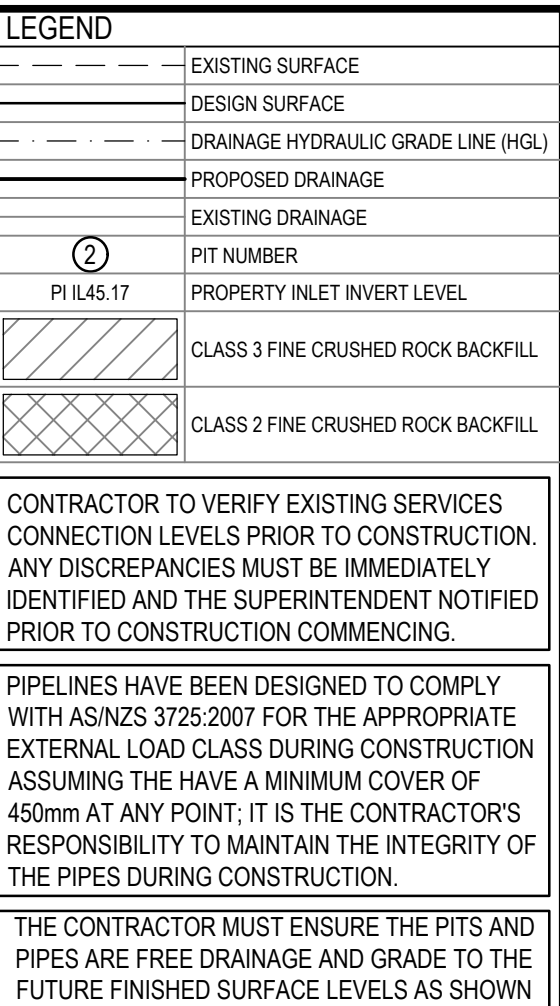 LEGEND
EXISTING SURFACE
DESIGN SURFACE
DRAINAGE HYDRAULIC GRADE LINE (HGL)
PROPOSED DRAINAGE
EXISTING DRAINAGE
2 PIT NUMBER
PI IL45.17 PROPERTY INLET INVERT LEVEL
CLASS 3 FINE CRUSHED ROCK BACKFILL
CLASS 2 FINE CRUSHED ROCK BACKFILL
CONTRACTOR TO VERIFY EXISTING SERVICES
CONNECTION LEVELS PRIOR TO CONSTRUCTION.
ANY DISCREPANCIES MUST BE IMMEDIATELY
IDENTIFIED AND THE SUPERINTENDENT NOTIFIED
PRIOR TO CONSTRUCTION COMMENCING.
PIPELINES HAVE BEEN DESIGNED TO COMPLY
WITH AS/NZS 3725:2007 FOR THE APPROPRIATE
EXTERNAL LOAD CLASS DURING CONSTRUCTION
ASSUMING THE HAVE A MINIMUM COVER OF
450mm AT ANY POINT; IT IS THE CONTRACTOR'S
RESPONSIBILITY TO MAINTAIN THE INTEGRITY OF
THE PIPES DURING CONSTRUCTION.
THE CONTRACTOR MUST ENSURE THE PITS AND
PIPES ARE FREE DRAINAGE AND GRADE TO THE
FUTURE FINISHED SURFACE LEVELS AS SHOWN